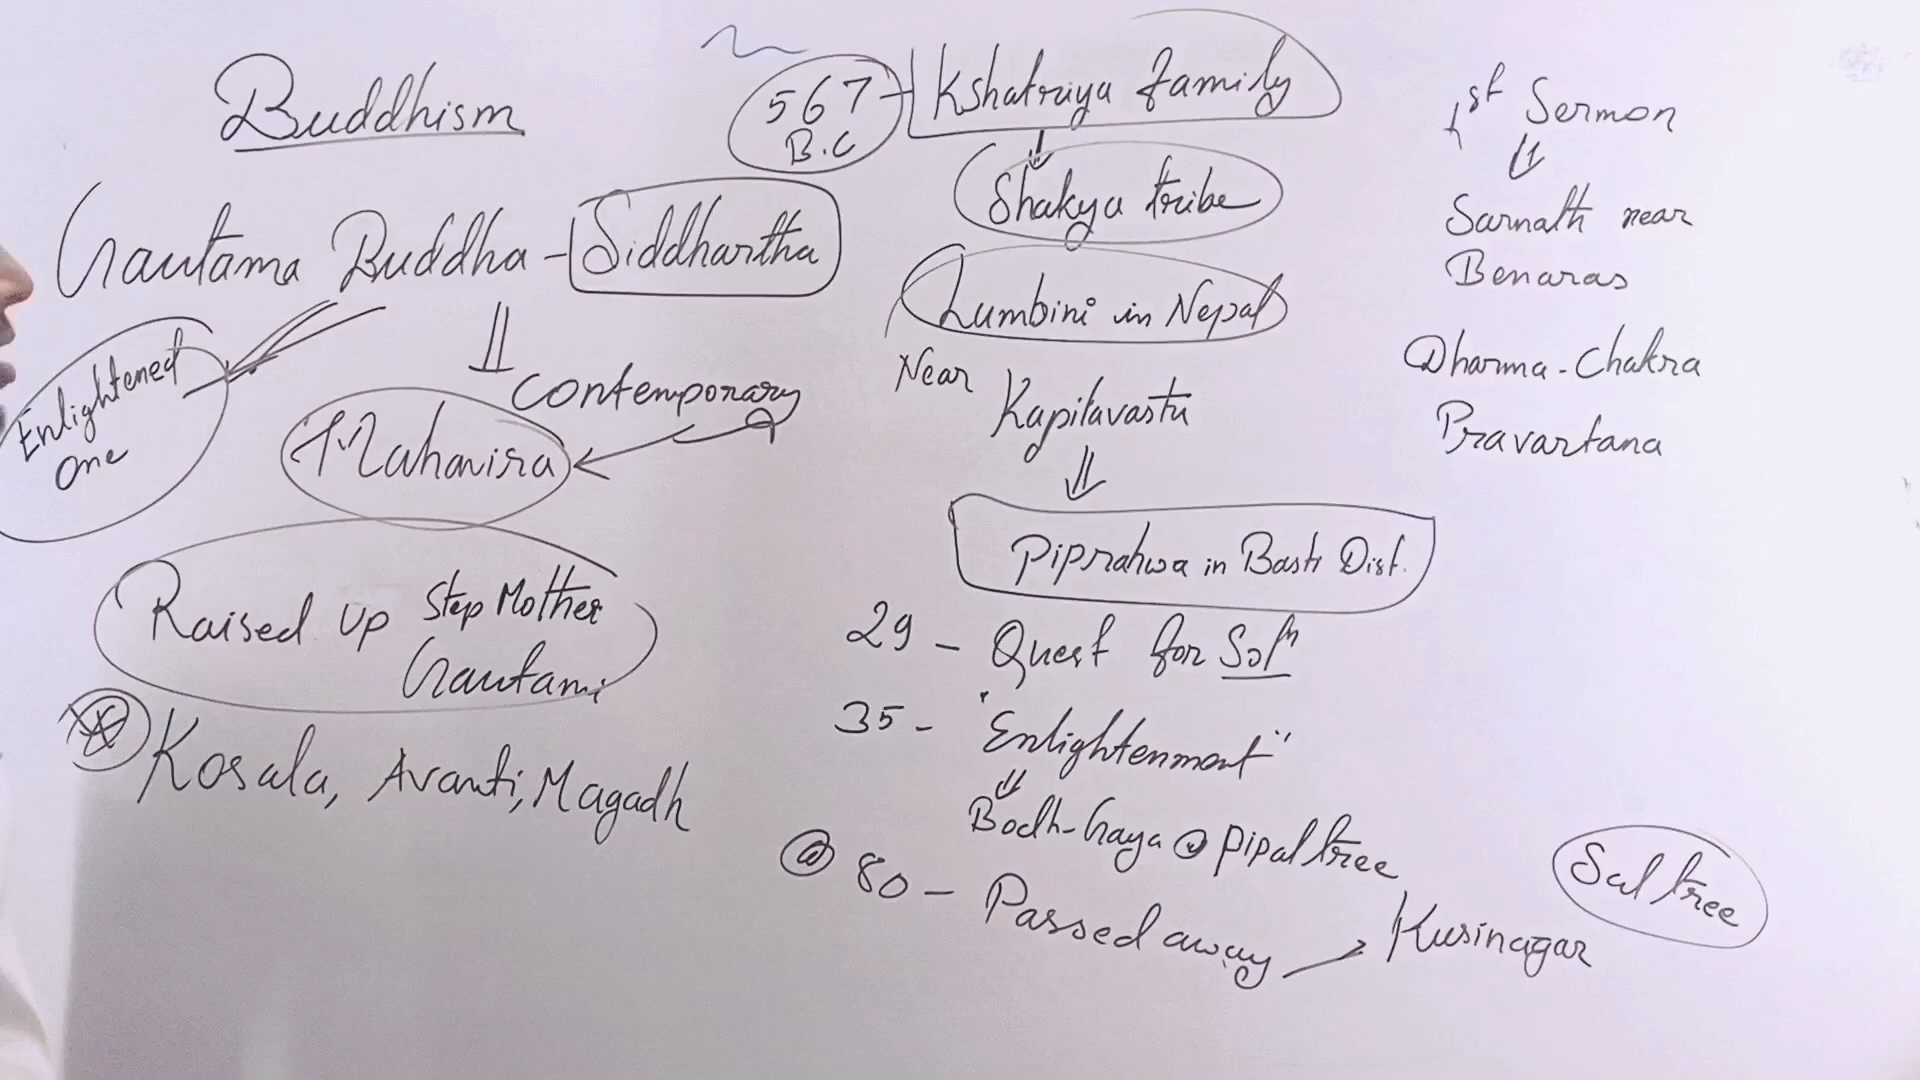 Buddhism
Gautama Buddha - Siddhartha
Enlightened
one
contemporary
Mahavira
Raised up Step Mother
Gautami
Kosala, Avanti, Magadh
567
B.C
Kshatriya family
Shakya tribe
Lumbini in Nepal
Near
Kapilavastu
Piprahwa in Basti Dist.
29 - Quest for Solⁿ
35 - "Enlightenment"
Bodh-Gaya @ Pipal tree
@ 80 - Passed away
Kusinagar
Sal tree
1st Sermon
Sarnath near
Benaras
Dharma-Chakra
Pravartana